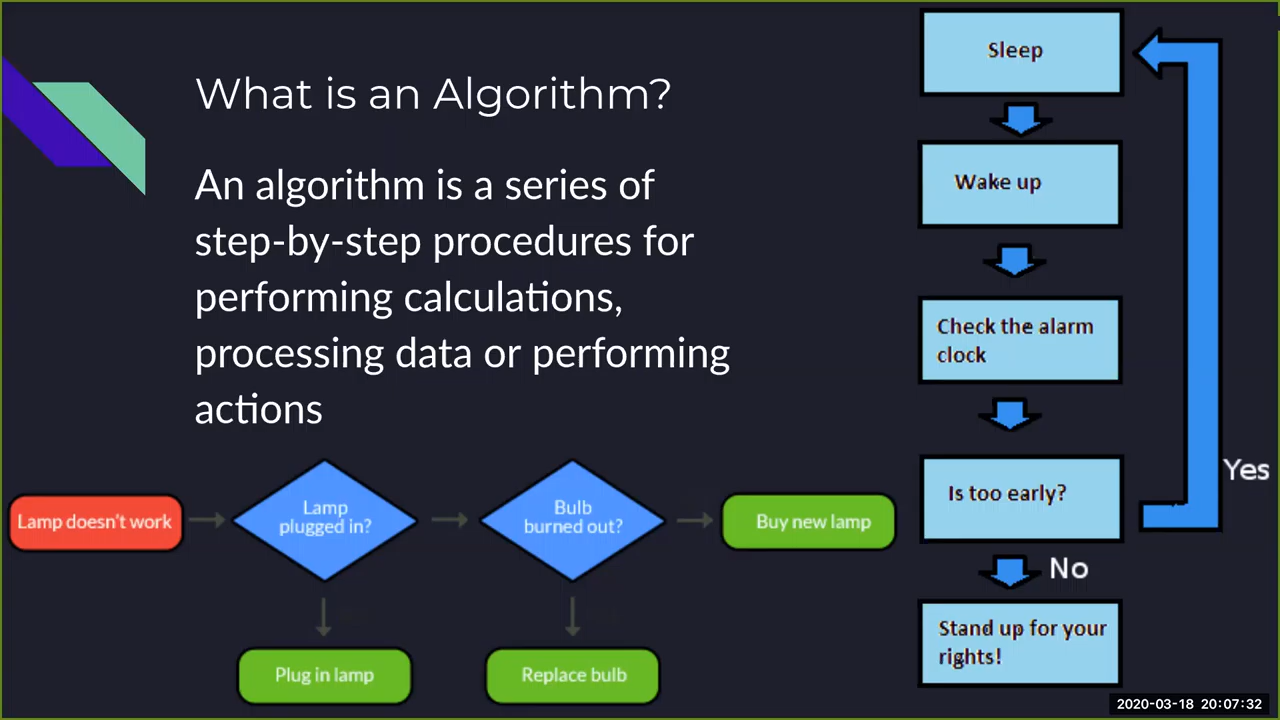 What is an Algorithm?
An algorithm is a series of
step-by-step procedures for
performing calculations,
processing data or performing
actions
Lamp doesn't work
Lamp
plugged in?
Bulb
burned out?
Buy new lamp
Plug in lamp
Replace bulb
Sleep
Wake up
Check the alarm
clock
Is too early?
Yes
No
Stand up for your
rights!
2020-03-18 20:07:32